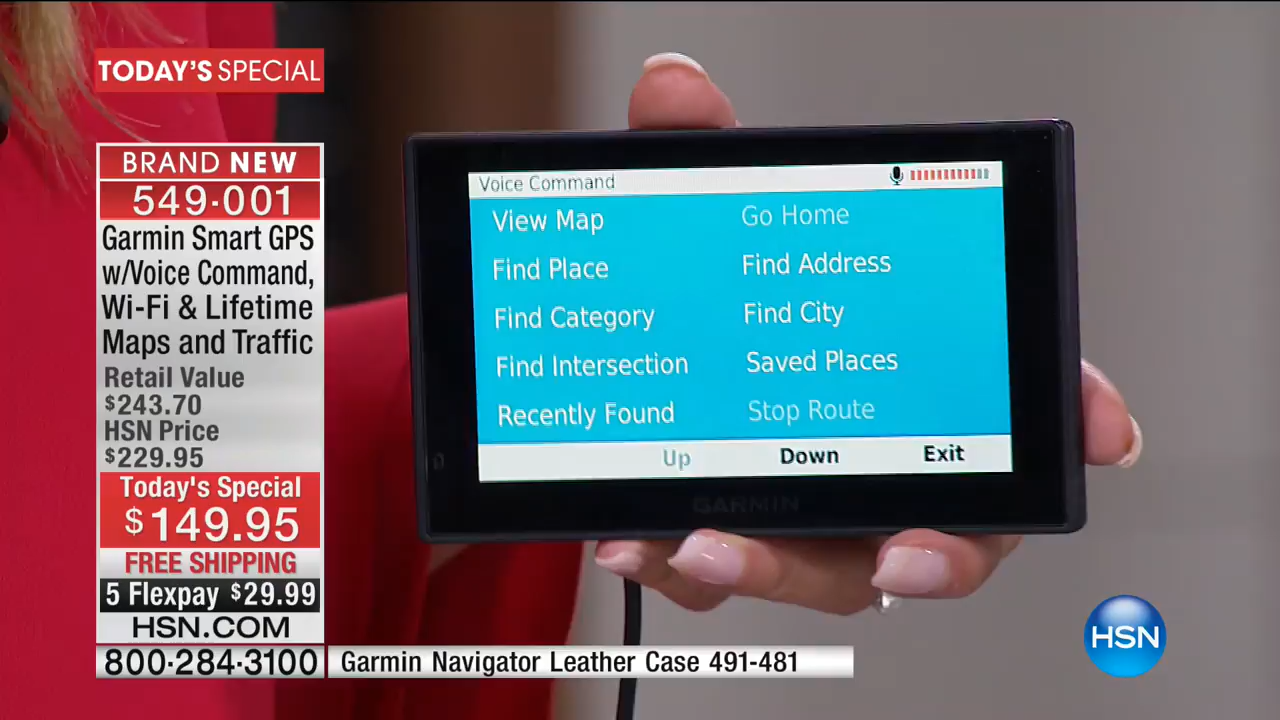 TODAY'S SPECIAL
BRAND NEW
549-001
Garmin Smart GPS
w/Voice Command,
Wi-Fi & Lifetime
Maps and Traffic
Retail Value
$243.70
HSN Price
$229.95
Today's Special
$149.95
FREE SHIPPING
5 Flexpay $29.99
HSN.COM
800-284-3100
Garmin Navigator Leather Case 491-481
Voice Command
View Map
Go Home
Find Place
Find Address
Find Category
Find City
Find Intersection
Saved Places
Recently Found
Stop Route
Up
Down
Exit
GARMIN
HSN